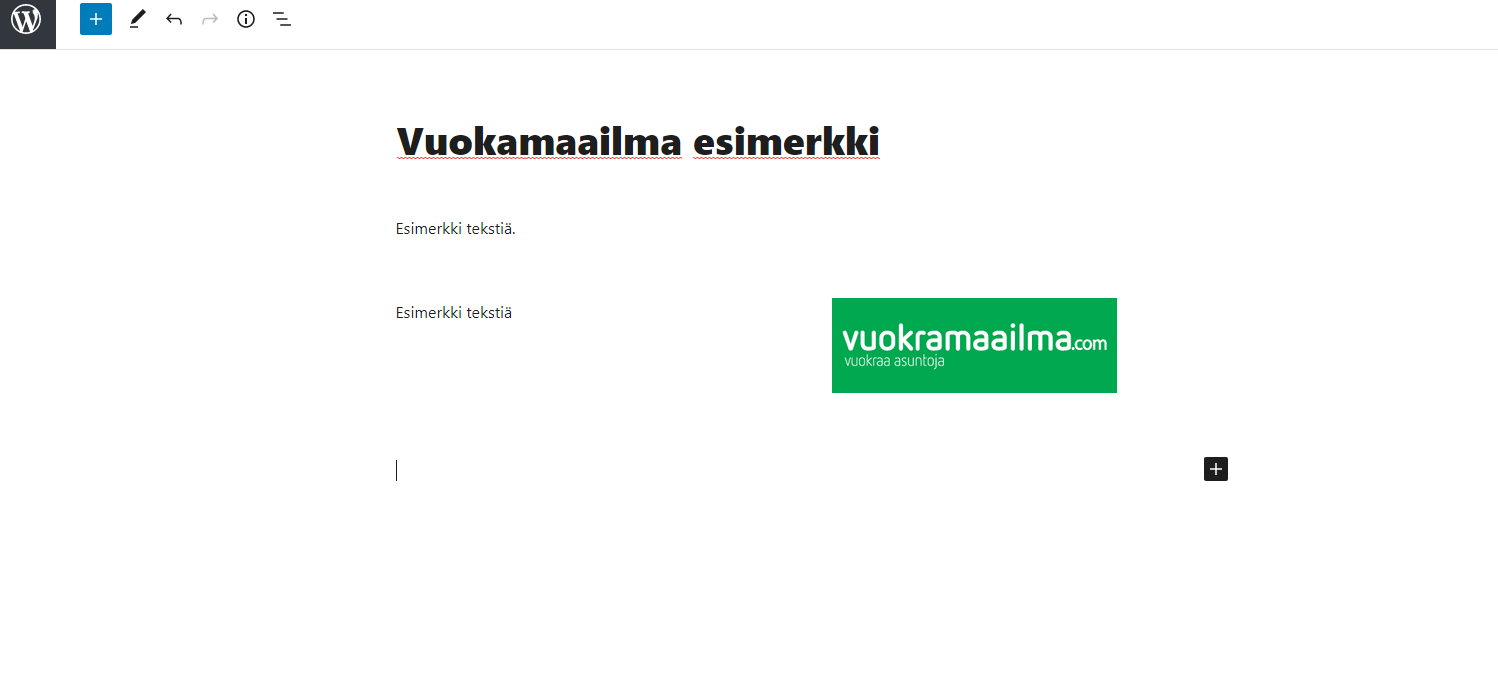 Vuokamaailma esimerkki
Esimerkki tekstiä.
Esimerkki tekstiä
vuokramaailma.com
vuokraa asuntoja